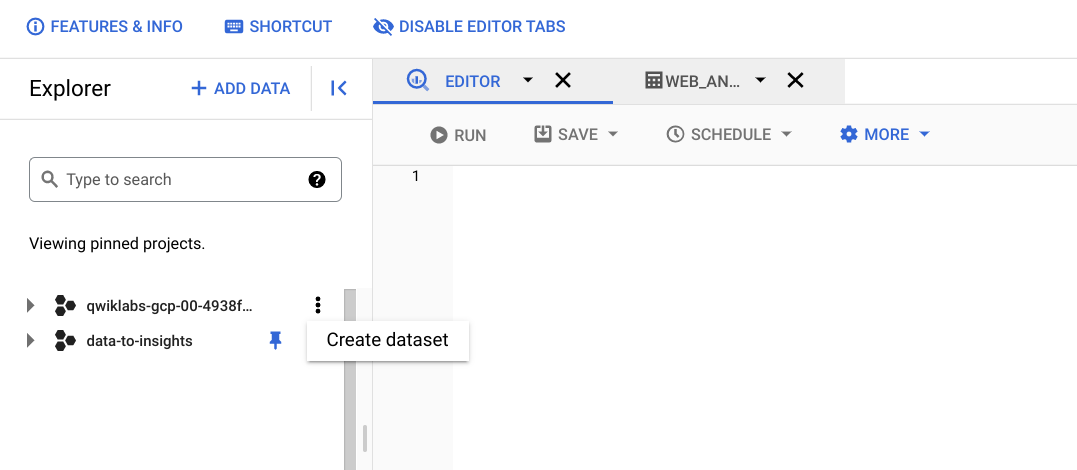 FEATURES & INFO SHORTCUT DISABLE EDITOR TABS
Explorer + ADD DATA
EDITOR WEB_AN...
RUN SAVE SCHEDULE MORE
1
Type to search ?
Viewing pinned projects.
qwiklabs-gcp-00-4938f...
data-to-insights
Create dataset